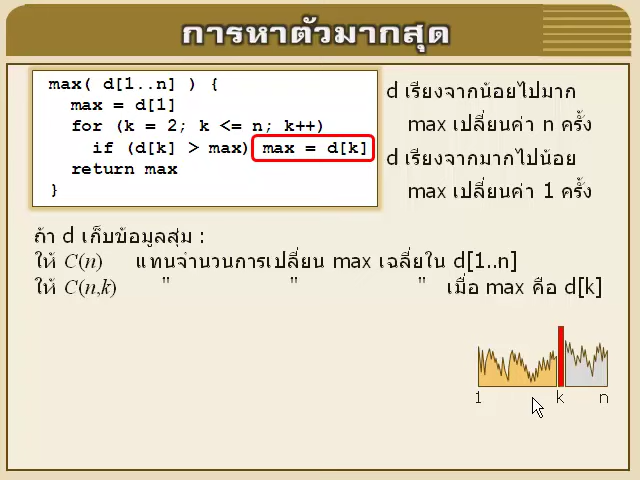 การหาตัวมากสุด
max( d[1..n] ) {
max = d[1]
for (k = 2; k <= n; k++)
if (d[k] > max) max = d[k]
return max
}
d เรียงจากน้อยไปมาก
max เปลี่ยนค่า n ครั้ง
d เรียงจากมากไปน้อย
max เปลี่ยนค่า 1 ครั้ง
ถ้า d เก็บข้อมูลสุ่ม :
ให้ C(n) แทนจำนวนการเปลี่ยน max เฉลี่ยใน d[1..n]
ให้ C(n,k) " " " เมื่อ max คือ d[k]
1 k n